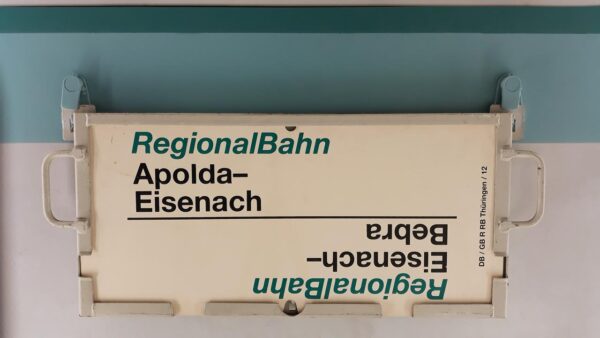 RegionalBahn
Apolda–
Eisenach
RegionalBahn
Eisenach–
Bebra
DB / GB R RB Thüringen / 12